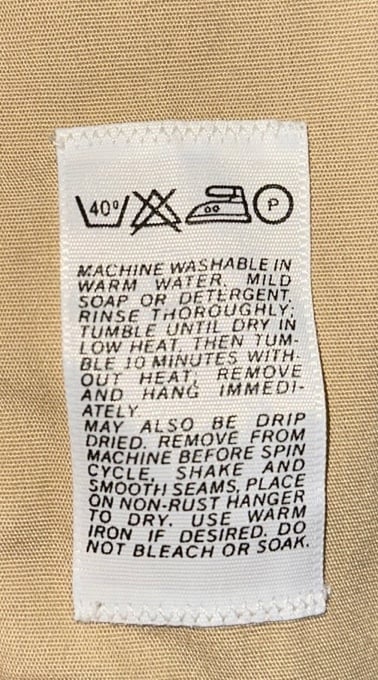 40° P
MACHINE WASHABLE IN
WARM WATER, MILD
SOAP OR DETERGENT,
RINSE THOROUGHLY;
TUMBLE UNTIL DRY IN
LOW HEAT, THEN TUM-
BLE 10 MINUTES WITH-
OUT HEAT, REMOVE
AND HANG IMMEDI-
ATELY.
MAY ALSO BE DRIP
DRIED. REMOVE FROM
MACHINE BEFORE SPIN
CYCLE, SHAKE AND
SMOOTH SEAMS, PLACE
ON NON-RUST HANGER
TO DRY. USE WARM
IRON IF DESIRED. DO
NOT BLEACH OR SOAK.